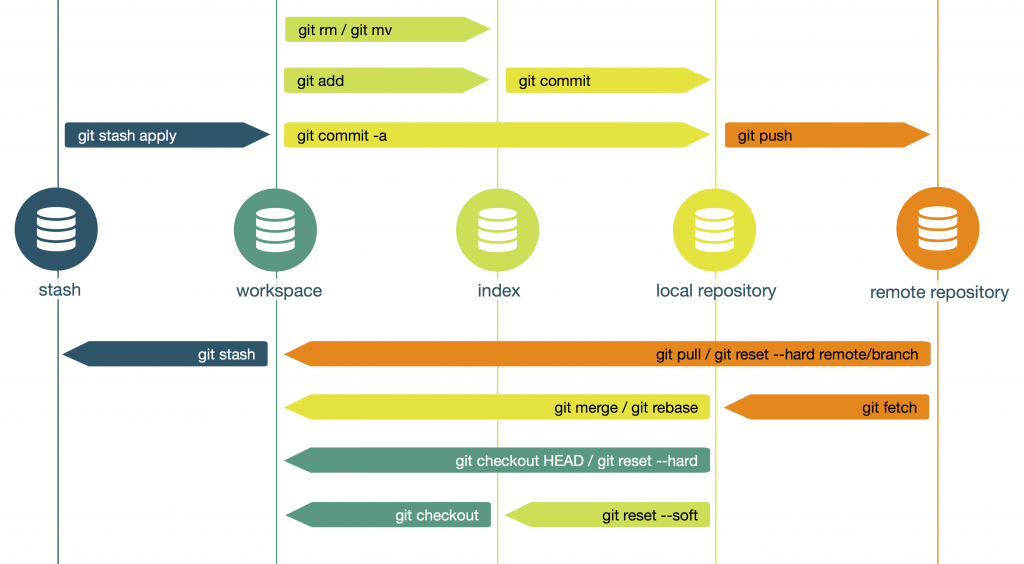 git rm / git mv
git add
git commit
git stash apply
git commit -a
git push
stash
workspace
index
local repository
remote repository
git stash
git pull / git reset --hard remote/branch
git merge / git rebase
git fetch
git checkout HEAD / git reset --hard
git checkout
git reset --soft